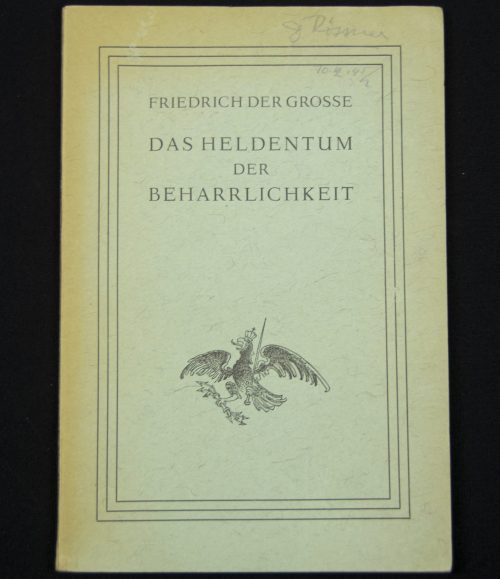 FRIEDRICH DER GROSSE
DAS HELDENTUM
DER
BEHARRLICHKEIT